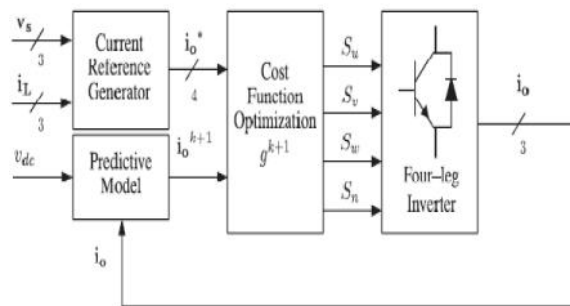 v_s
3
i_L
3
v_dc
Current
Reference
Generator
i_o*
4
Predictive
Model
i_o^{k+1}
i_o
Cost
Function
Optimization
g^{k+1}
S_u
S_v
S_w
S_n
Four-leg
Inverter
i_o
3